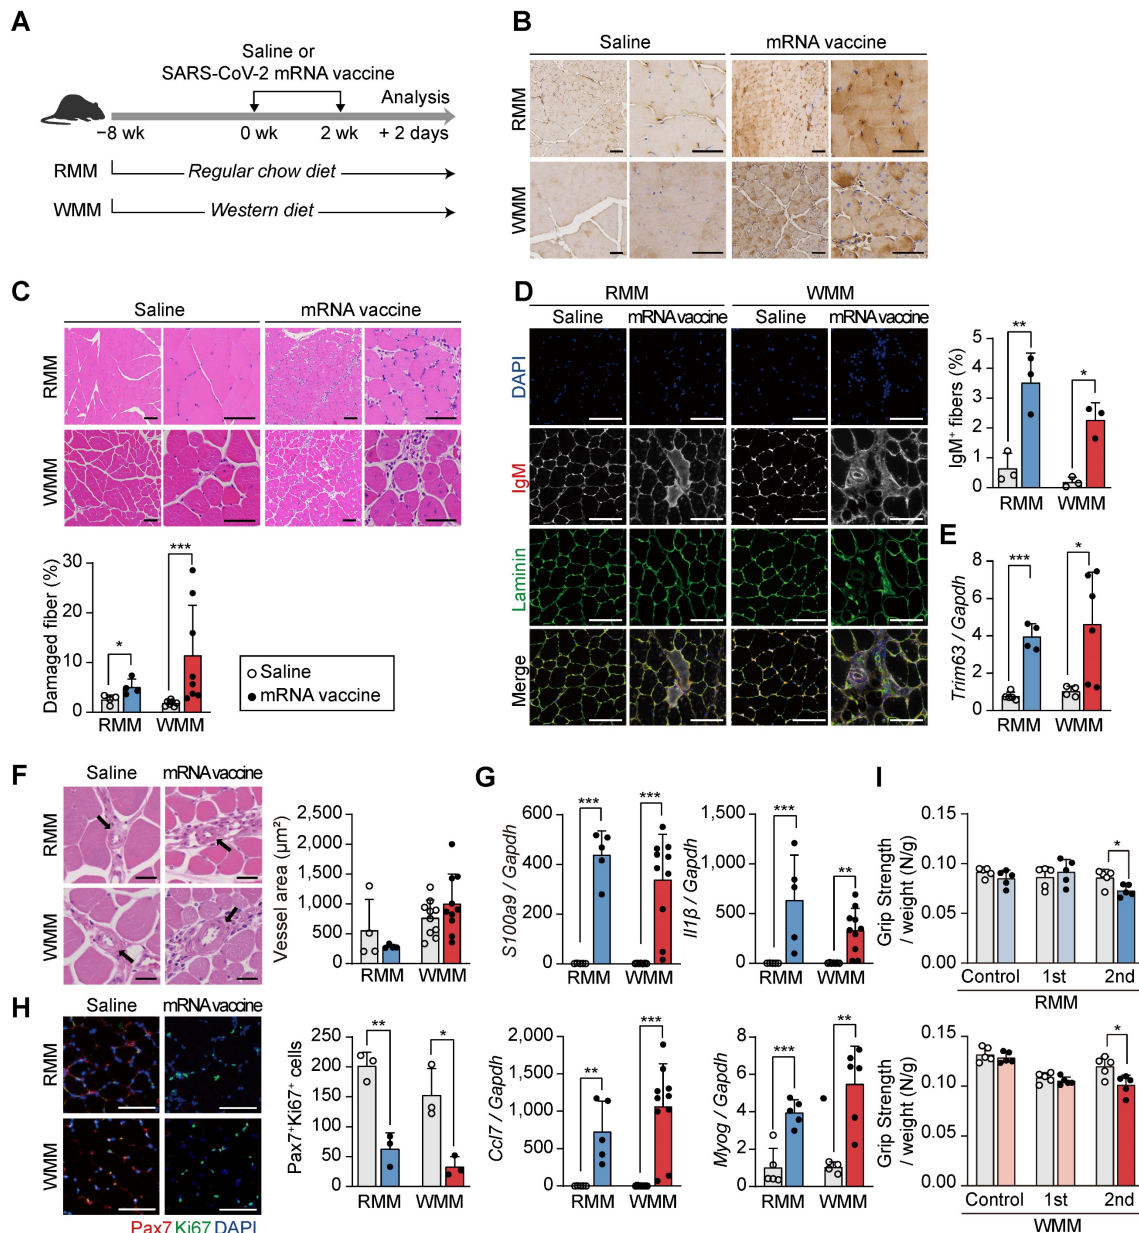 A
Saline or
SARS-CoV-2 mRNA vaccine
Analysis
−8 wk 0 wk 2 wk + 2 days
RMM Regular chow diet
WMM Western diet
B
Saline mRNA vaccine
RMM
WMM
C
Saline mRNA vaccine
RMM
WMM
Damaged fiber (%)
30
20
10
0
*
***
RMM WMM
Saline
mRNA vaccine
D
RMM WMM
Saline mRNA vaccine Saline mRNA vaccine
DAPI
IgM
Laminin
Merge
IgM+ fibers (%)
5
4
3
2
1
0
**
*
RMM WMM
E
Trim63 / Gapdh
8
6
4
2
0
***
*
RMM WMM
F
Saline mRNA vaccine
RMM
WMM
Vessell area (µm²)
2,500
2,000
1,500
1,000
500
0
RMM WMM
G
S100a9 / Gapdh
600
400
200
0
***
***
RMM WMM
Il1β / Gapdh
1,500
1,000
500
0
***
**
RMM WMM
Ccl7 / Gapdh
2,000
1,500
1,000
500
0
**
***
RMM WMM
Myog / Gapdh
8
6
4
2
0
***
**
RMM WMM
H
Saline mRNA vaccine
RMM
WMM
Pax7 Ki67 DAPI
Pax7+Ki67+ cells
250
200
150
100
50
0
**
*
RMM WMM
I
Grip Strength
/ weight (N/g)
0.15
0.10
0.05
0.00
*
Control 1st 2nd
RMM
Grip Strength
/ weight (N/g)
0.15
0.10
0.05
0.00
*
Control 1st 2nd
WMM